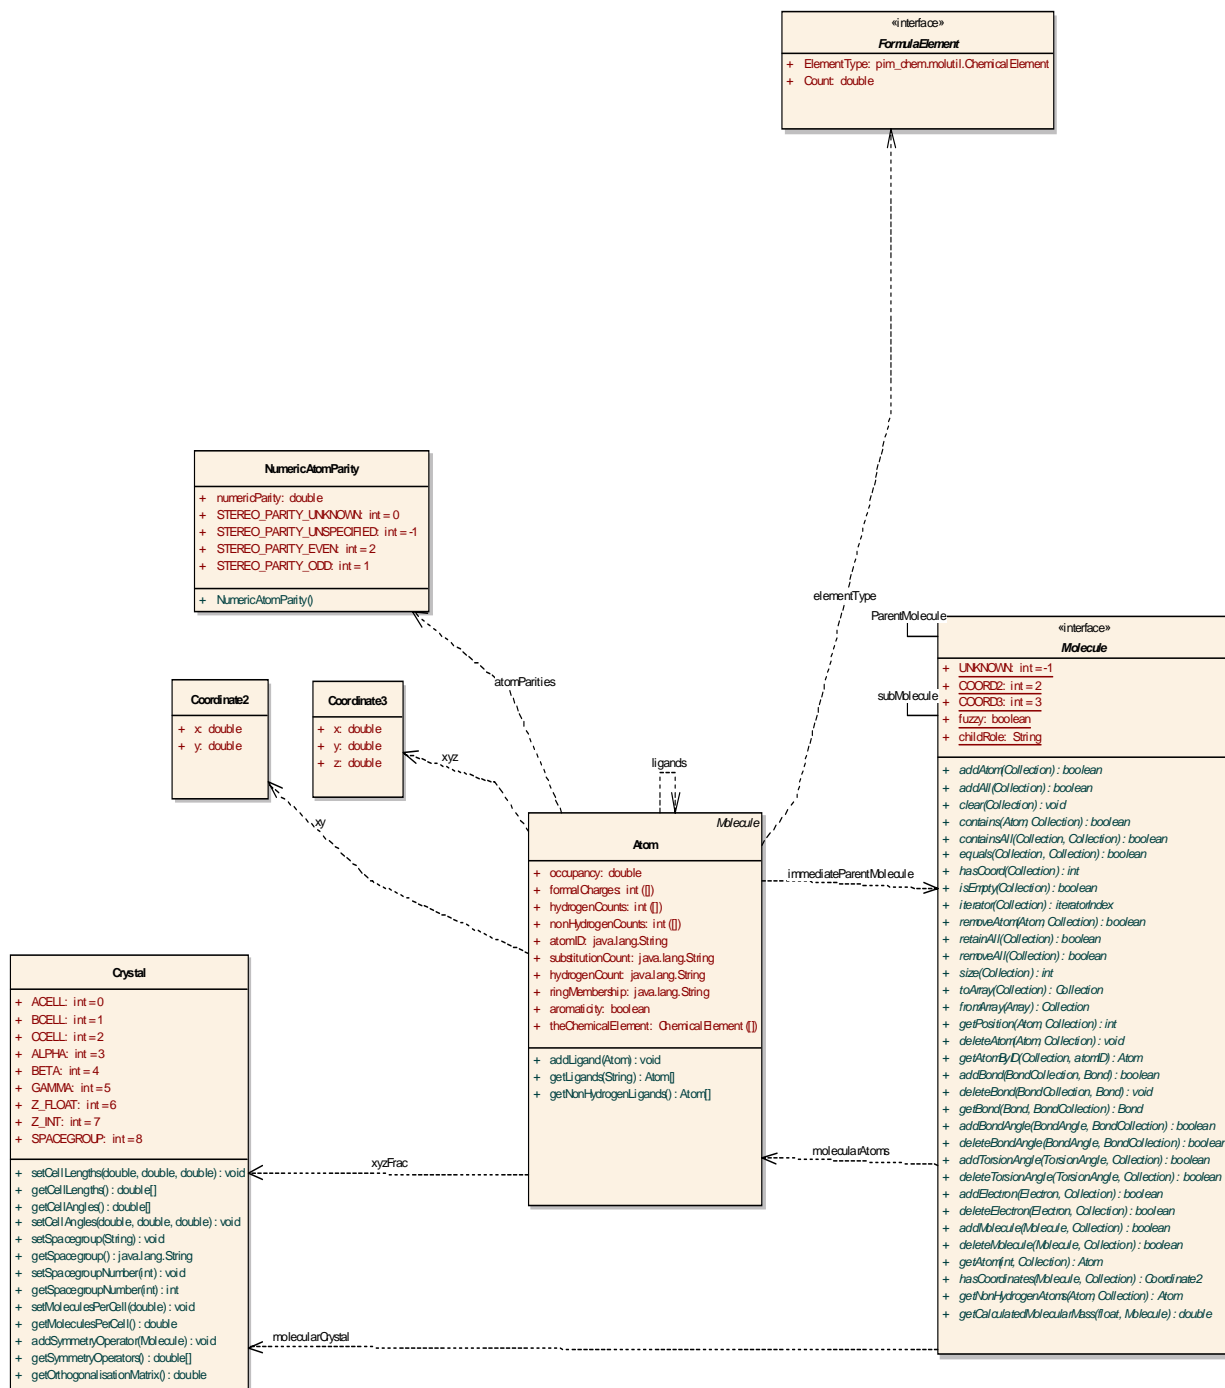 «interface»
FormulaElement
+ ElementType: pim_chem.molutil.ChemicalElement
+ Count: double
NumericAtomParity
+ numericParity: double
+ STEREO_PARITY_UNKNOWN: int = 0
+ STEREO_PARITY_UNSPECIFIED: int = -1
+ STEREO_PARITY_EVEN: int = 2
+ STEREO_PARITY_ODD: int = 1
+ NumericAtomParity()
elementType
ParentMolecule
subMolecule
atomParities
Coordinate2
+ x: double
+ y: double
Coordinate3
+ x: double
+ y: double
+ z: double
xyz
xy
ligands
«interface»
Molecule
+ UNKNOWN: int = -1
+ COORD2: int = 2
+ COORD3: int = 3
+ fuzzy: boolean
+ childRole: String
+ addAtom(Collection) : boolean
+ addAll(Collection) : boolean
+ clear(Collection) : void
+ contains(Atom, Collection) : boolean
+ containsAll(Collection, Collection) : boolean
+ equals(Collection, Collection) : boolean
+ hasCoord(Collection) : int
+ isEmpty(Collection) : boolean
+ iterator(Collection) : iteratorIndex
+ removeAtom(Atom, Collection) : boolean
+ retainAll(Collection) : boolean
+ removeAll(Collection) : boolean
+ size(Collection) : int
+ toArray(Collection) : Collection
+ fromArray(Array) : Collection
+ getPosition(Atom, Collection) : int
+ deleteAtom(Atom, Collection) : void
+ getAtomByID(Collection, atomID) : Atom
+ addBond(BondCollection, Bond) : boolean
+ deleteBond(BondCollection, Bond) : void
+ getBond(Bond, BondCollection) : Bond
+ addBondAngle(BondAngle, BondCollection) : boolean
+ deleteBondAngle(BondAngle, BondCollection) : boolean
+ addTorsionAngle(TorsionAngle, Collection) : boolean
+ deleteTorsionAngle(TorsionAngle, Collection) : boolean
+ addElectron(Electron, Collection) : boolean
+ deleteElectron(Electron, Collection) : boolean
+ addMolecule(Molecule, Collection) : boolean
+ deleteMolecule(Molecule, Collection) : boolean
+ getAtom(int, Collection) : Atom
+ hasCoordinates(Molecule, Collection) : Coordinate2
+ getNonHydrogenAtoms(Atom, Collection) : Atom
+ getCalculatedMolecularMass(float, Molecule) : double
Molecule
Atom
+ occupancy: double
+ formalCharges: int ([])
+ hydrogenCounts: int ([])
+ nonHydrogenCounts: int ([])
+ atomID: java.lang.String
+ substitutionCount: java.lang.String
+ hydrogenCount: java.lang.String
+ ringMembership: java.lang.String
+ aromaticity: boolean
+ theChemicalElement: ChemicalElement ([])
+ addLigand(Atom) : void
+ getLigands(String) : Atom[]
+ getNonHydrogenLigands() : Atom[]
immediateParentMolecule
molecularAtoms
xyzFrac
molecularCrystal
Crystal
+ ACELL: int = 0
+ BCELL: int = 1
+ CCELL: int = 2
+ ALPHA: int = 3
+ BETA: int = 4
+ GAMMA: int = 5
+ Z_FLOAT: int = 6
+ Z_INT: int = 7
+ SPACEGROUP: int = 8
+ setCellLengths(double, double, double) : void
+ getCellLengths() : double[]
+ getCellAngles() : double[]
+ setCellAngles(double, double, double) : void
+ setSpacegroup(String) : void
+ getSpacegroup() : java.lang.String
+ setSpacegroupNumber(int) : void
+ getSpacegroupNumber(int) : int
+ setMoleculesPerCell(double) : void
+ getMoleculesPerCell() : double
+ addSymmetryOperator(Molecule) : void
+ getSymmetryOperators() : double[]
+ getOrthogonalisationMatrix() : double